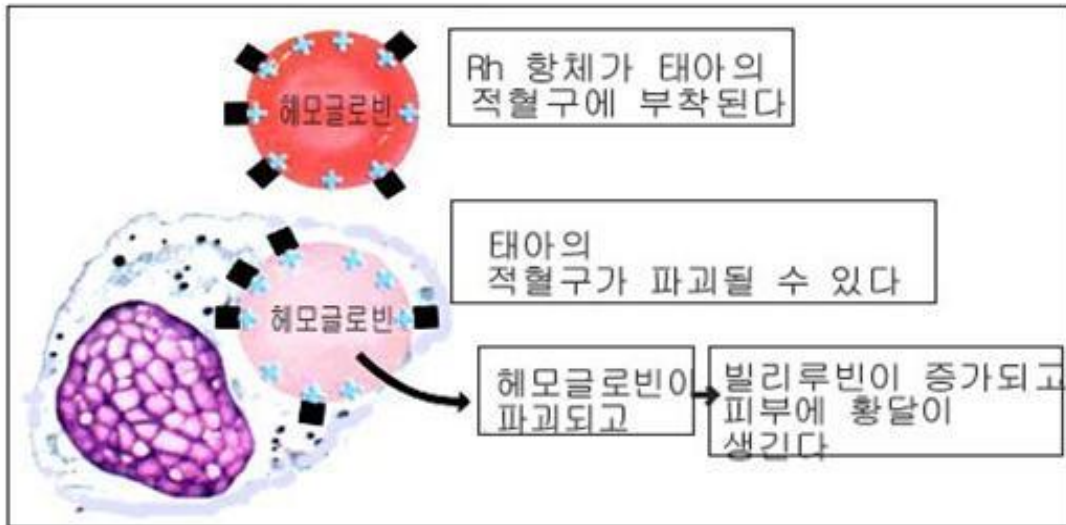 헤모글로빈
Rh 항체가 태아의
적혈구에 부착된다
헤모글로빈
태아의
적혈구가 파괴될 수 있다
헤모글로빈이
파괴되고
빌리루빈이 증가되고
피부에 황달이
생긴다